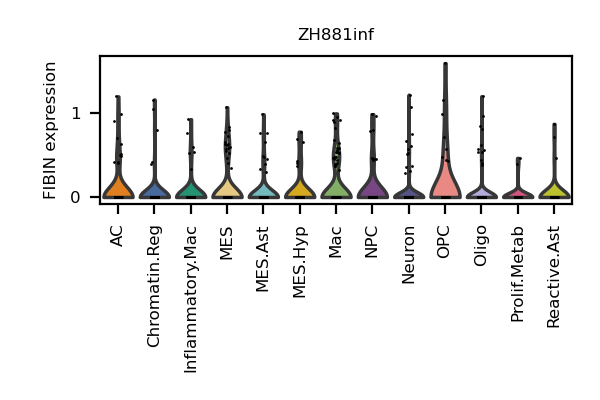 ZH881inf
FIBIN expression
1
0
AC
Chromatin.Reg
Inflammatory.Mac
MES
MES.Ast
MES.Hyp
Mac
NPC
Neuron
OPC
Oligo
Prolif.Metab
Reactive.Ast